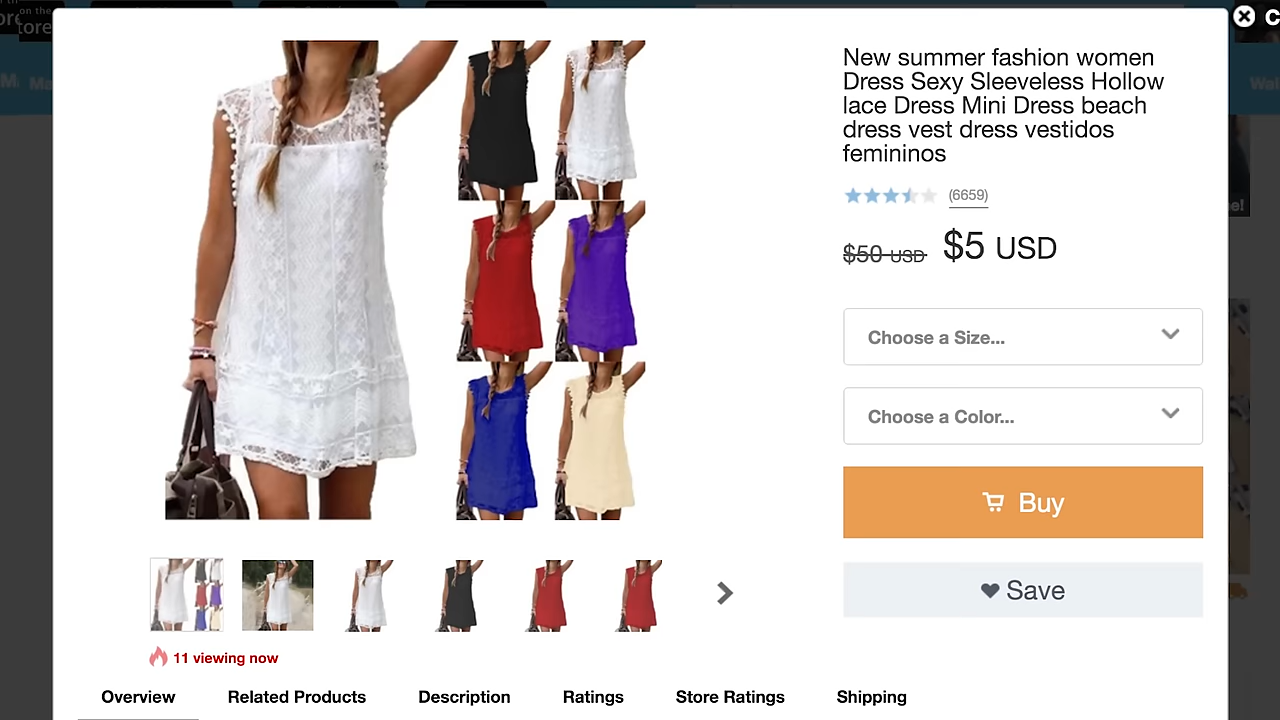 New summer fashion women
Dress Sexy Sleeveless Hollow
lace Dress Mini Dress beach
dress vest dress vestidos
femininos
(6659)
$50 USD $5 USD
Choose a Size...
Choose a Color...
Buy
Save
11 viewing now
Overview Related Products Description Ratings Store Ratings Shipping